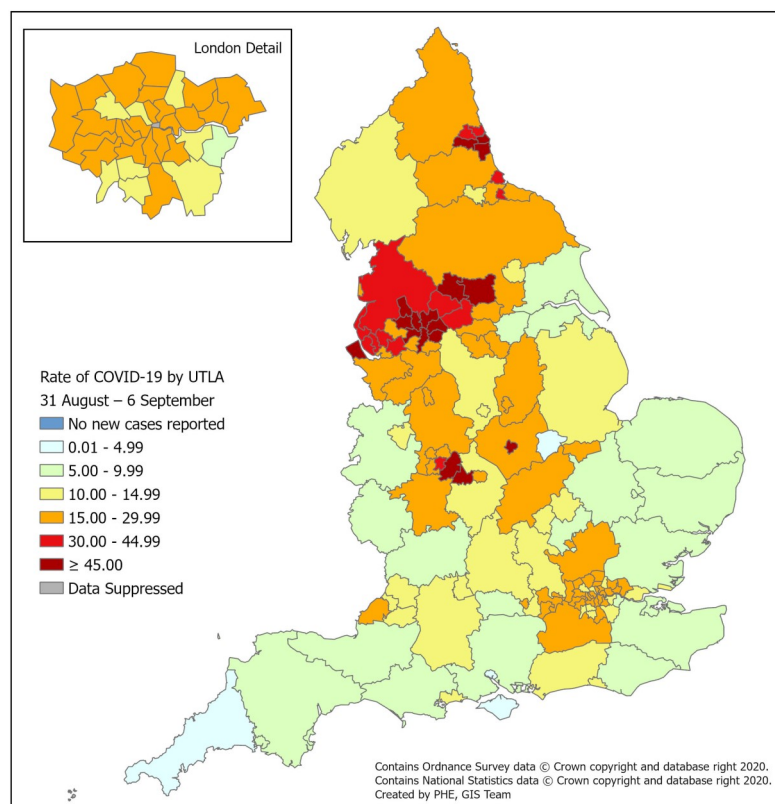 London Detail
Rate of COVID-19 by UTLA
31 August – 6 September
No new cases reported
0.01 - 4.99
5.00 - 9.99
10.00 - 14.99
15.00 - 29.99
30.00 - 44.99
≥ 45.00
Data Suppressed
Contains Ordnance Survey data © Crown copyright and database right 2020.
Contains National Statistics data © Crown copyright and database right 2020.
Created by PHE, GIS Team